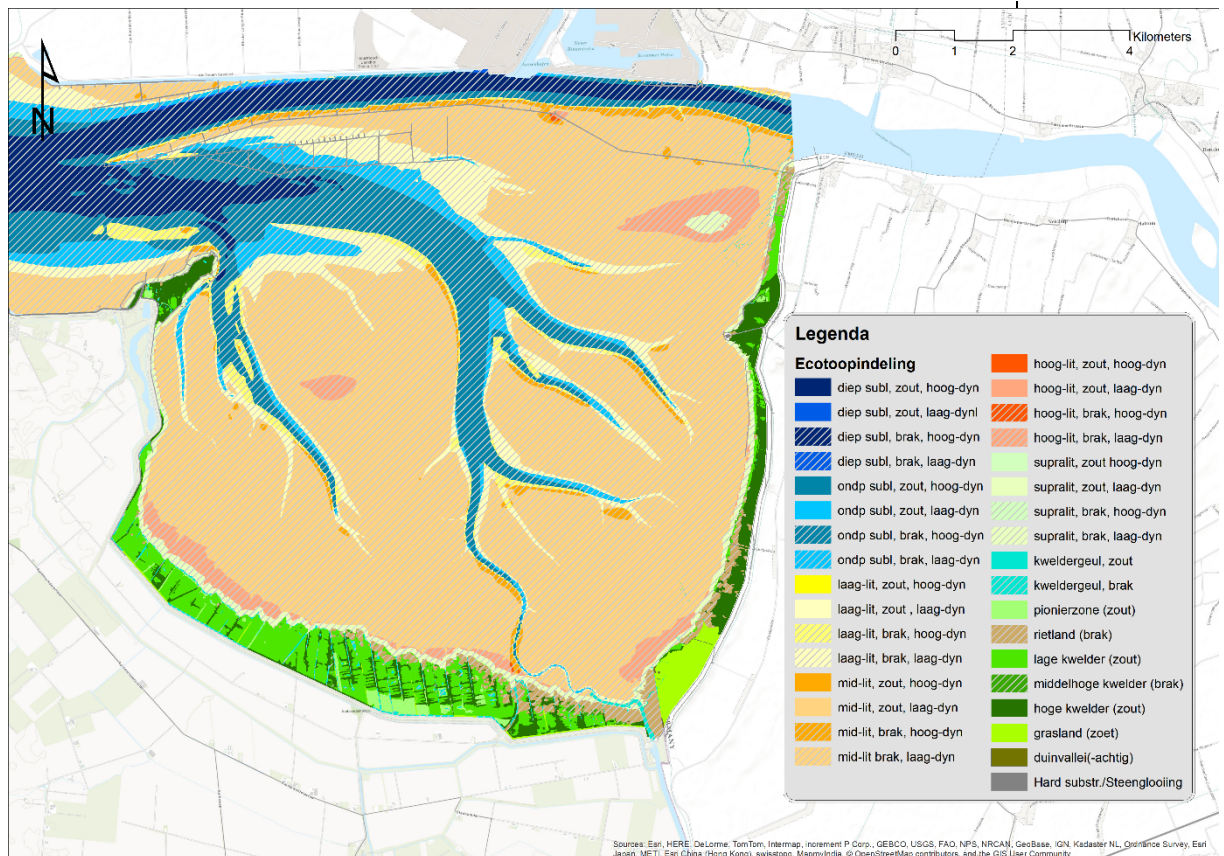 N
Kilometers
0 1 2 4
Legenda
Ecotoopindeling
diep subl, zout, hoog-dyn
diep subl, zout, laag-dynl
diep subl, brak, hoog-dyn
diep subl, brak, laag-dyn
ondp subl, zout, hoog-dyn
ondp subl, zout, laag-dyn
ondp subl, brak, hoog-dyn
ondp subl, brak, laag-dyn
laag-lit, zout, hoog-dyn
laag-lit, zout , laag-dyn
laag-lit, brak, hoog-dyn
laag-lit, brak, laag-dyn
mid-lit, zout, hoog-dyn
mid-lit, zout, laag-dyn
mid-lit, brak, hoog-dyn
mid-lit brak, laag-dyn
hoog-lit, zout, hoog-dyn
hoog-lit, zout, laag-dyn
hoog-lit, brak, hoog-dyn
hoog-lit, brak, laag-dyn
supralit, zout hoog-dyn
supralit, zout, laag-dyn
supralit, brak, hoog-dyn
supralit, brak, laag-dyn
kweldergeul, zout
kweldergeul, brak
pionierzone (zout)
rietland (brak)
lage kwelder (zout)
middelhoge kwelder (brak)
hoge kwelder (zout)
grasland (zoet)
duinvallei(-achtig)
Hard substr./Steenglooiing
Sources: Esri, HERE, DeLorme, TomTom, Intermap, increment P Corp., GEBCO, USGS, FAO, NPS, NRCAN, GeoBase, IGN, Kadaster NL, Ordnance Survey, Esri
Japan, METI, Esri China (Hong Kong), swisstopo, MapmyIndia, © OpenStreetMap contributors, and the GIS User Community